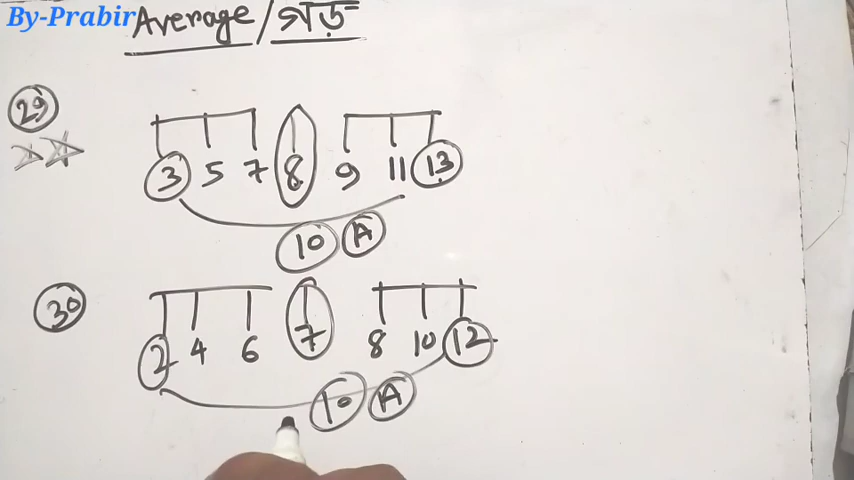 By-Prabir
Average/গড়
29
3 5 7 8 9 11 13
10 A
30
2 4 6 7 8 10 12
10 A